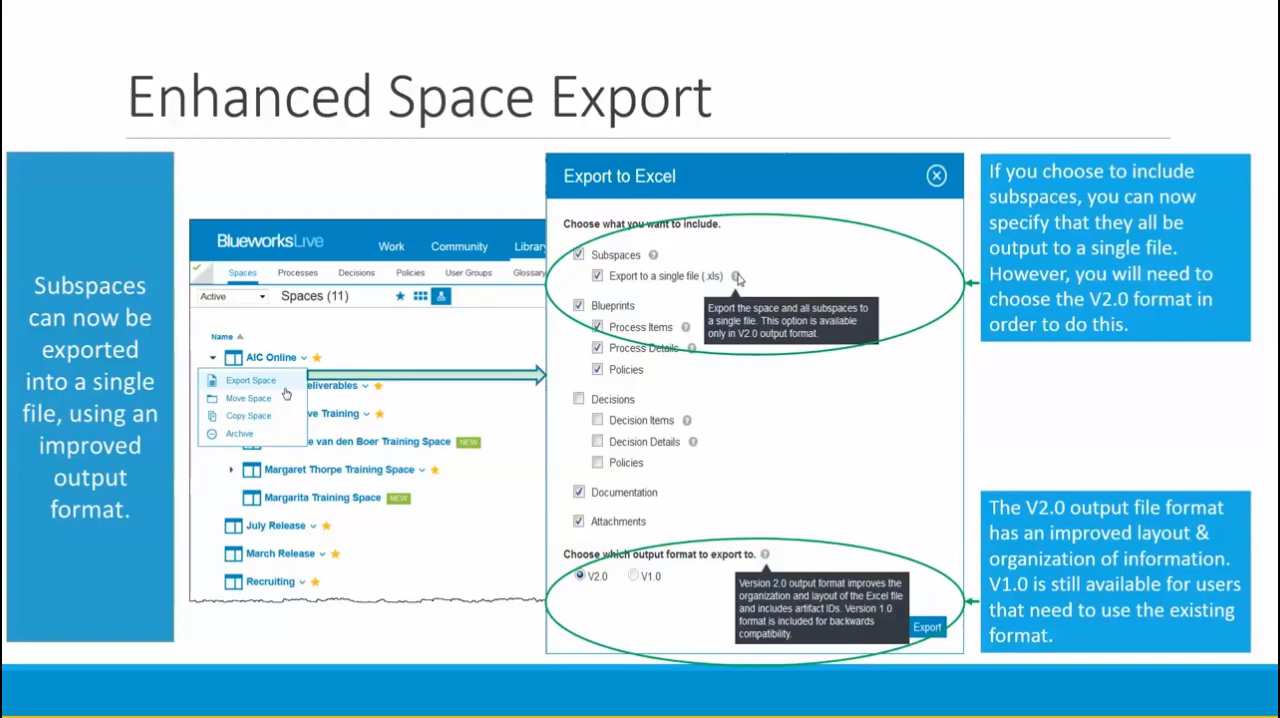 Enhanced Space Export
Subspaces
can now be
exported
into a single
file, using an
improved
output
format.
BlueworksLive
Work Community Library
Spaces Processes Decisions Policies User Groups Glossary
Active Spaces (11)
Name
AIC Online
Export Space
Move Space
Copy Space
Archive
eliverables
ve Training
e van den Boer Training Space NEW
Margaret Thorpe Training Space
Margarita Training Space NEW
July Release
March Release
Recruiting
Export to Excel
Choose what you want to include.
Subspaces
Export to a single file (.xls)
Export the space and all subspaces to
a single file. This option is available
only in V2.0 output format.
Blueprints
Process Items
Process Details
Policies
Decisions
Decision Items
Decision Details
Policies
Documentation
Attachments
Choose which output format to export to.
V2.0 V1.0
Version 2.0 output format improves the
organization and layout of the Excel file
and includes artifact IDs. Version 1.0
format is included for backwards
compatibility.
Export
If you choose to include
subspaces, you can now
specify that they all be
output to a single file.
However, you will need to
choose the V2.0 format in
order to do this.
The V2.0 output file format
has an improved layout &
organization of information.
V1.0 is still available for users
that need to use the existing
format.